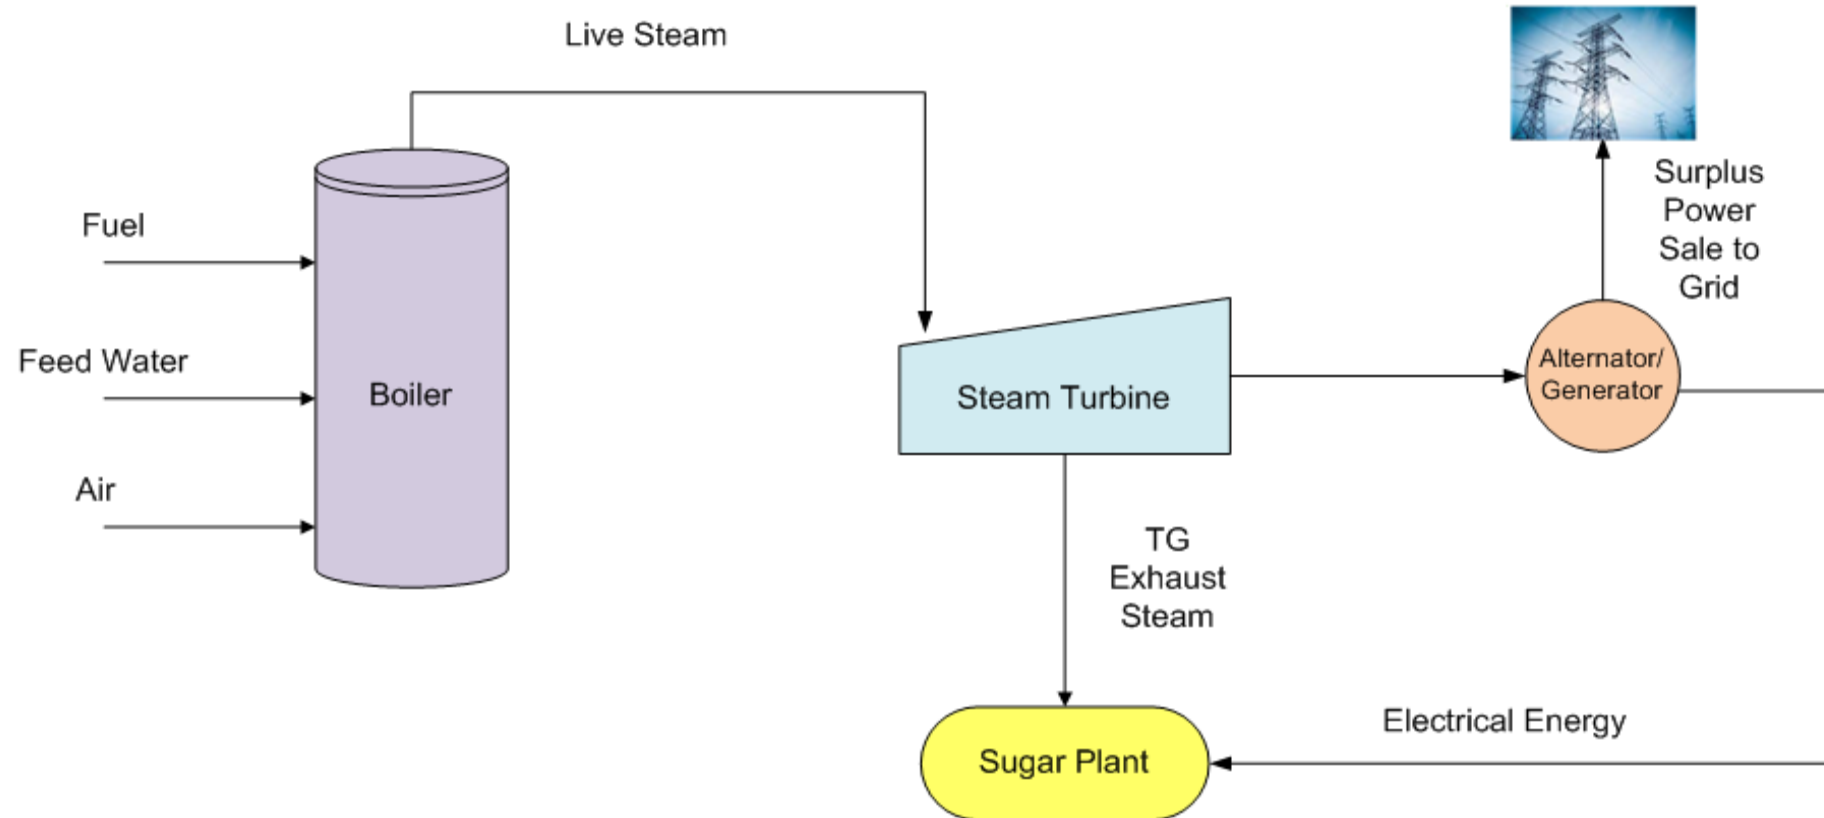 Live Steam
Fuel
Feed Water
Air
Boiler
Steam Turbine
Alternator/
Generator
Surplus
Power
Sale to
Grid
TG
Exhaust
Steam
Electrical Energy
Sugar Plant